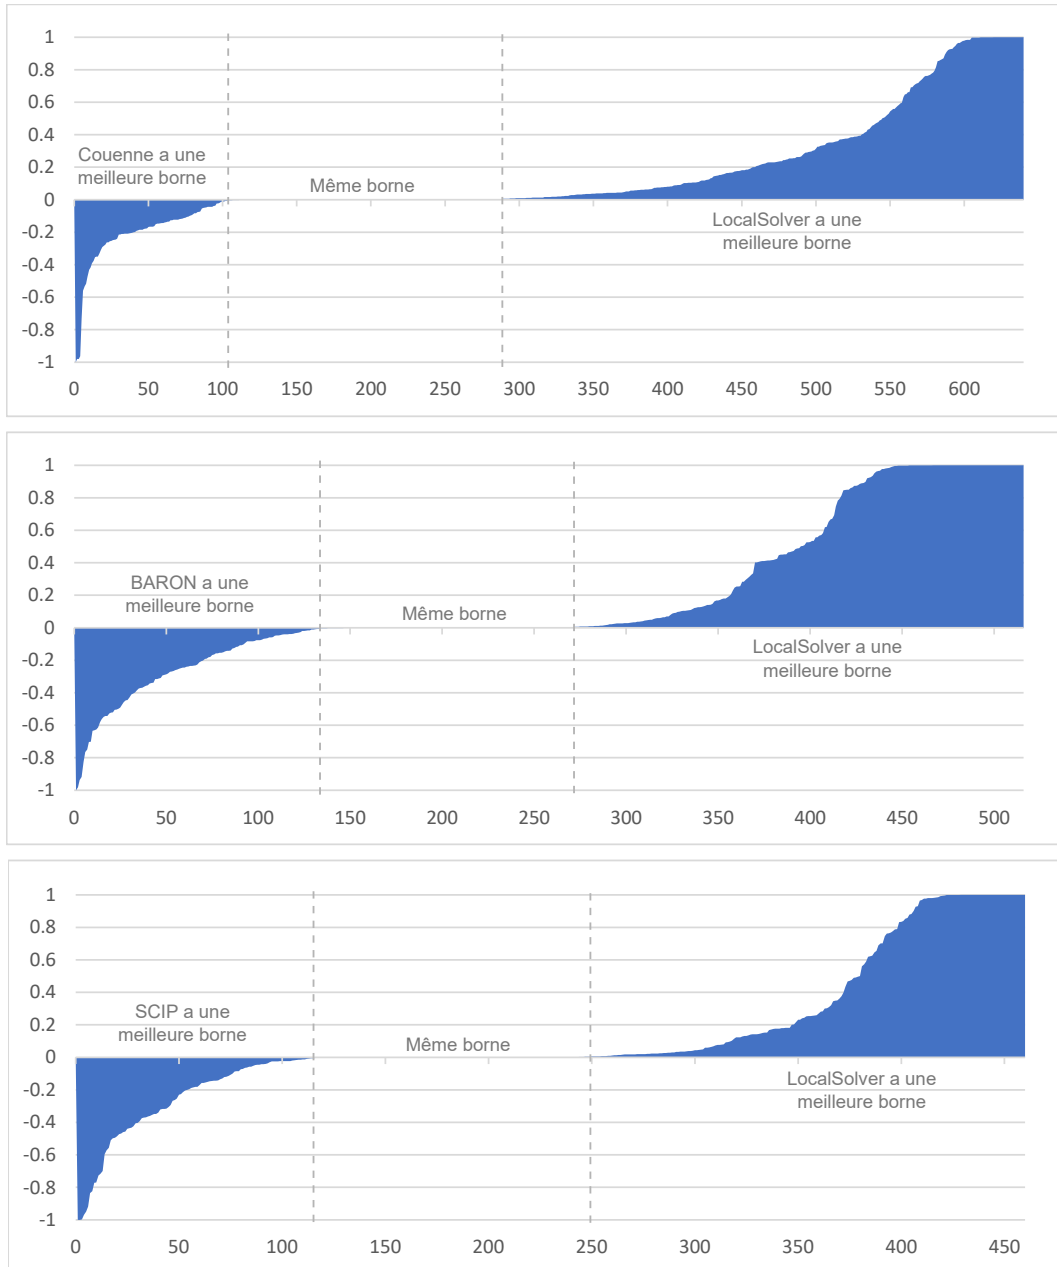 1
0.8
0.6
0.4
Couenne a une
meilleure borne
0.2
Même borne
0
LocalSolver a une
meilleure borne
-0.2
-0.4
-0.6
-0.8
-1
0 50 100 150 200 250 300 350 400 450 500 550 600
1
0.8
0.6
0.4
BARON a une
meilleure borne
0.2
Même borne
0
LocalSolver a une
meilleure borne
-0.2
-0.4
-0.6
-0.8
-1
0 50 100 150 200 250 300 350 400 450 500
1
0.8
0.6
0.4
SCIP a une
meilleure borne
0.2
Même borne
0
LocalSolver a une
meilleure borne
-0.2
-0.4
-0.6
-0.8
-1
0 50 100 150 200 250 300 350 400 450